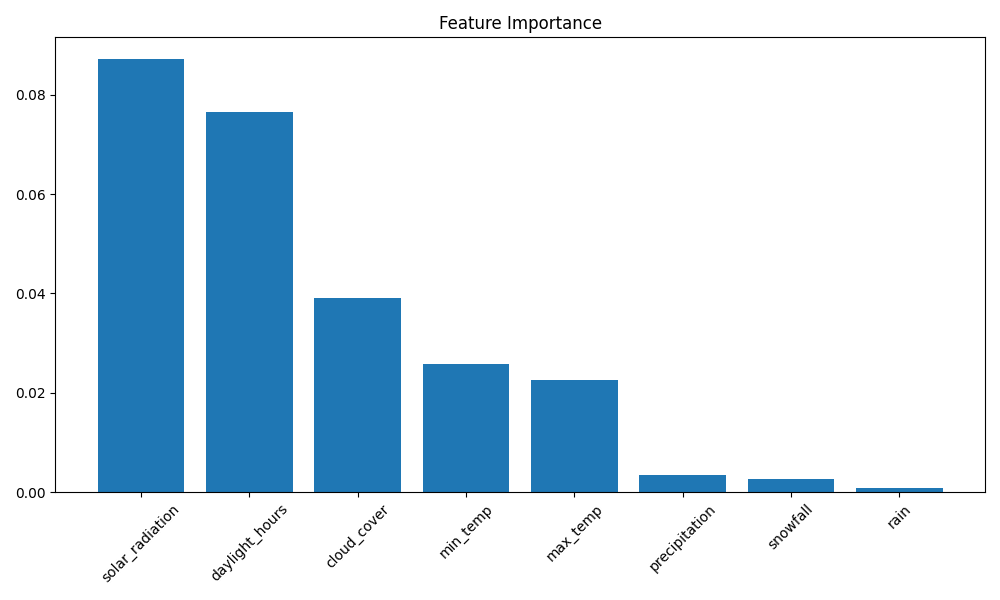 Feature Importance
0.08
0.06
0.04
0.02
0.00
solar_radiation
daylight_hours
cloud_cover
min_temp
max_temp
precipitation
snowfall
rain